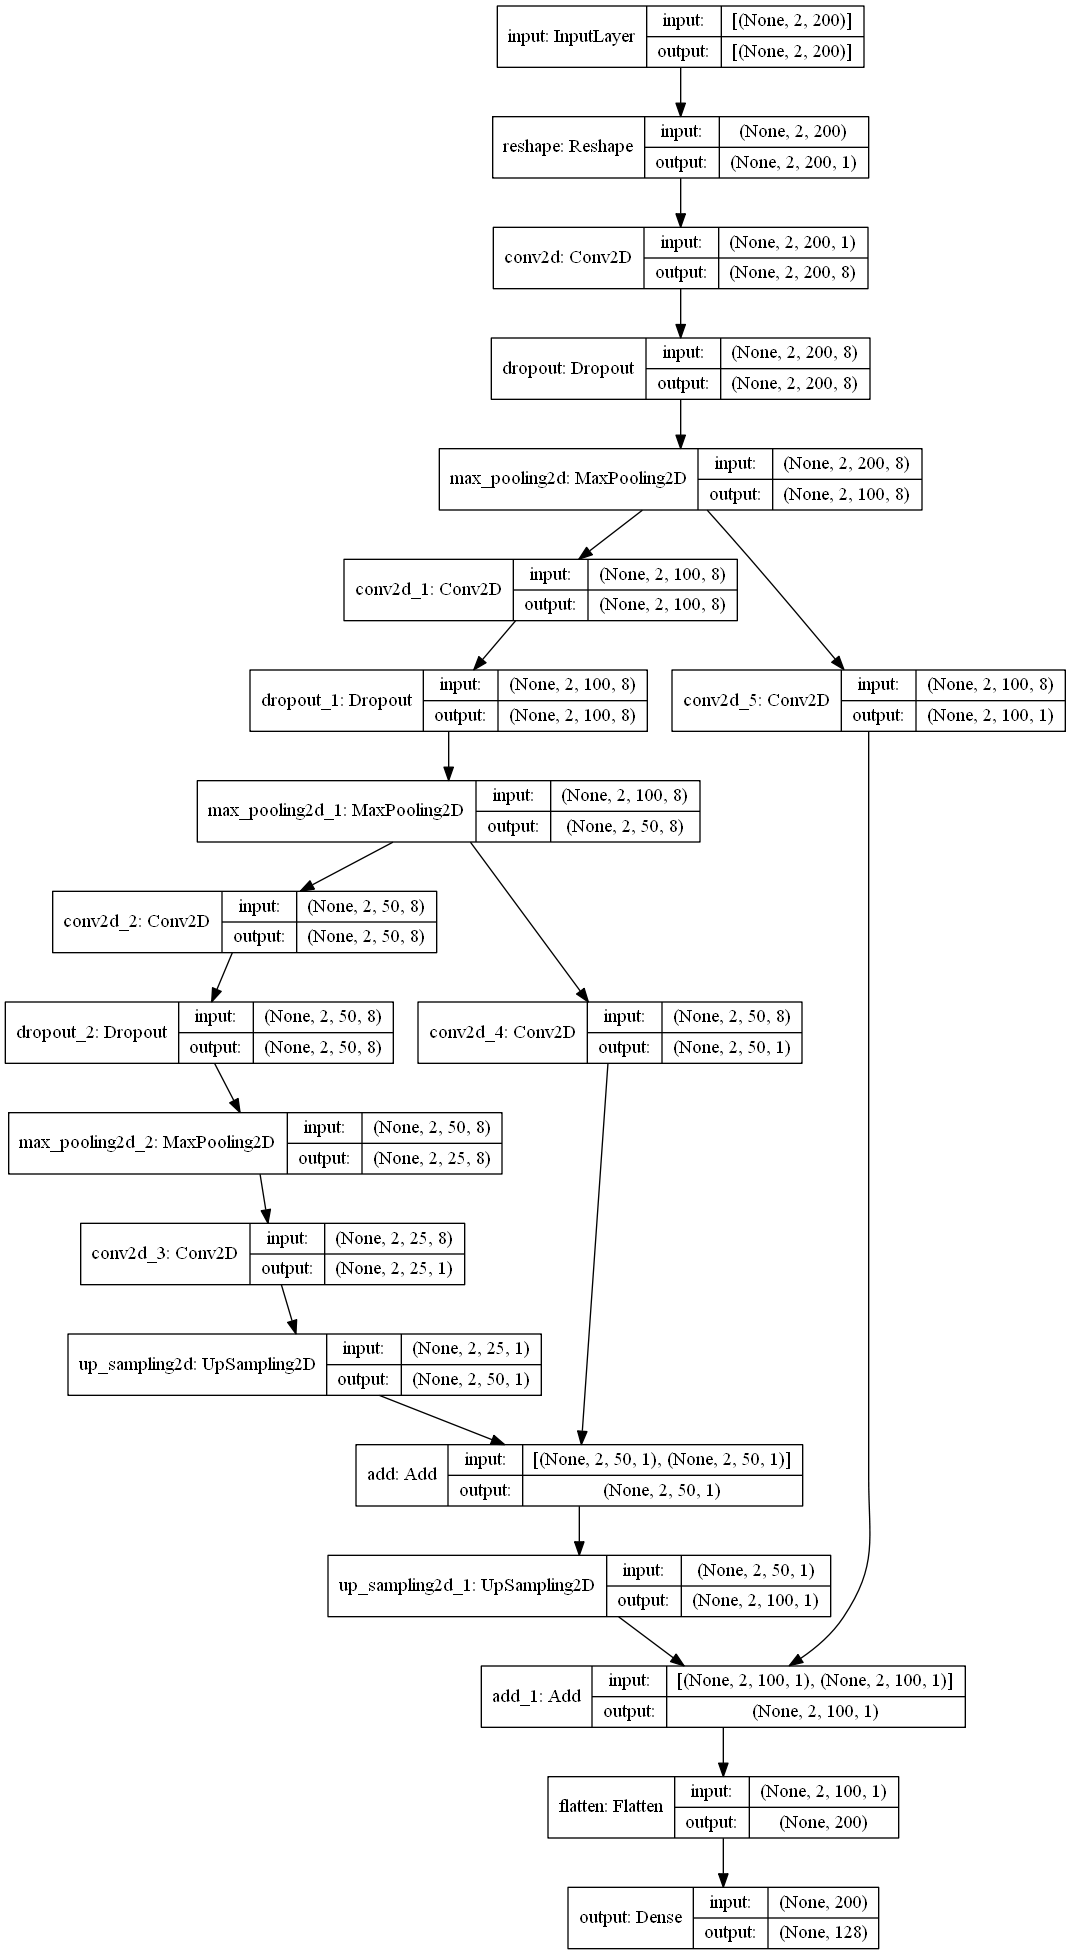 input: InputLayer
input: [(None, 2, 200)]
output: [(None, 2, 200)]
reshape: Reshape
input: (None, 2, 200)
output: (None, 2, 200, 1)
conv2d: Conv2D
input: (None, 2, 200, 1)
output: (None, 2, 200, 8)
dropout: Dropout
input: (None, 2, 200, 8)
output: (None, 2, 200, 8)
max_pooling2d: MaxPooling2D
input: (None, 2, 200, 8)
output: (None, 2, 100, 8)
conv2d_1: Conv2D
input: (None, 2, 100, 8)
output: (None, 2, 100, 8)
dropout_1: Dropout
input: (None, 2, 100, 8)
output: (None, 2, 100, 8)
conv2d_5: Conv2D
input: (None, 2, 100, 8)
output: (None, 2, 100, 1)
max_pooling2d_1: MaxPooling2D
input: (None, 2, 100, 8)
output: (None, 2, 50, 8)
conv2d_2: Conv2D
input: (None, 2, 50, 8)
output: (None, 2, 50, 8)
dropout_2: Dropout
input: (None, 2, 50, 8)
output: (None, 2, 50, 8)
conv2d_4: Conv2D
input: (None, 2, 50, 8)
output: (None, 2, 50, 1)
max_pooling2d_2: MaxPooling2D
input: (None, 2, 50, 8)
output: (None, 2, 25, 8)
conv2d_3: Conv2D
input: (None, 2, 25, 8)
output: (None, 2, 25, 1)
up_sampling2d: UpSampling2D
input: (None, 2, 25, 1)
output: (None, 2, 50, 1)
add: Add
input: [(None, 2, 50, 1), (None, 2, 50, 1)]
output: (None, 2, 50, 1)
up_sampling2d_1: UpSampling2D
input: (None, 2, 50, 1)
output: (None, 2, 100, 1)
add_1: Add
input: [(None, 2, 100, 1), (None, 2, 100, 1)]
output: (None, 2, 100, 1)
flatten: Flatten
input: (None, 2, 100, 1)
output: (None, 200)
output: Dense
input: (None, 200)
output: (None, 128)